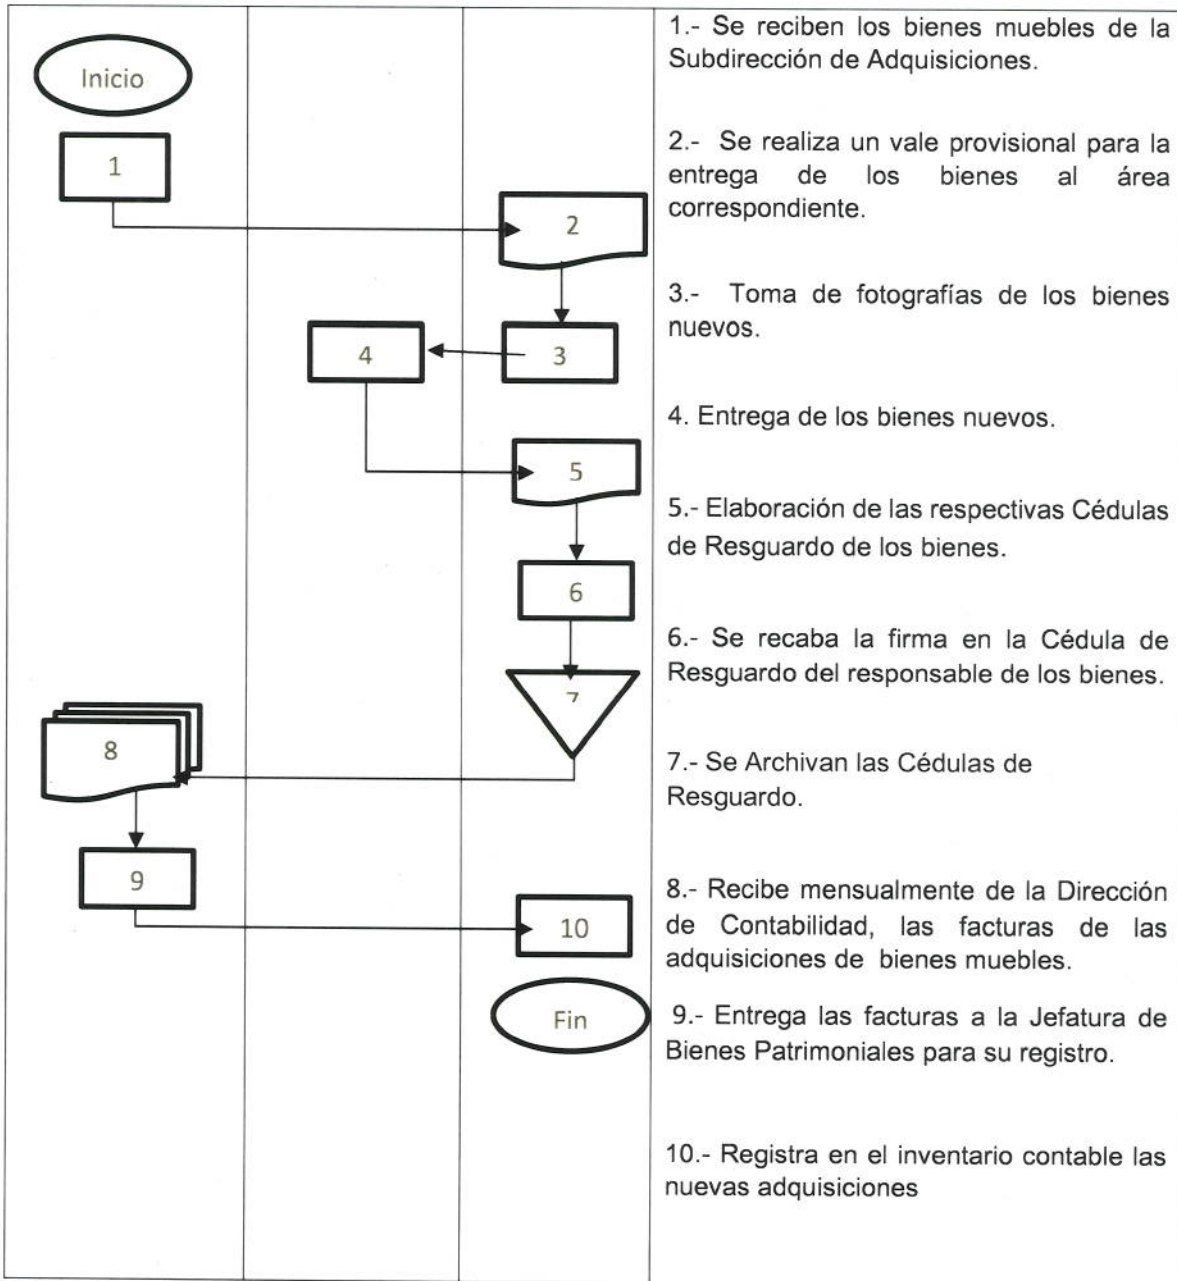 Inicio
1
2
3
4
5
6
7
8
9
10
Fin
1.- Se reciben los bienes muebles de la
Subdirección de Adquisiciones.
2.- Se realiza un vale provisional para la
entrega de los bienes al área
correspondiente.
3.- Toma de fotografías de los bienes
nuevos.
4. Entrega de los bienes nuevos.
5.- Elaboración de las respectivas Cédulas
de Resguardo de los bienes.
6.- Se recaba la firma en la Cédula de
Resguardo del responsable de los bienes.
7.- Se Archivan las Cédulas de
Resguardo.
8.- Recibe mensualmente de la Dirección
de Contabilidad, las facturas de las
adquisiciones de bienes muebles.
9.- Entrega las facturas a la Jefatura de
Bienes Patrimoniales para su registro.
10.- Registra en el inventario contable las
nuevas adquisiciones